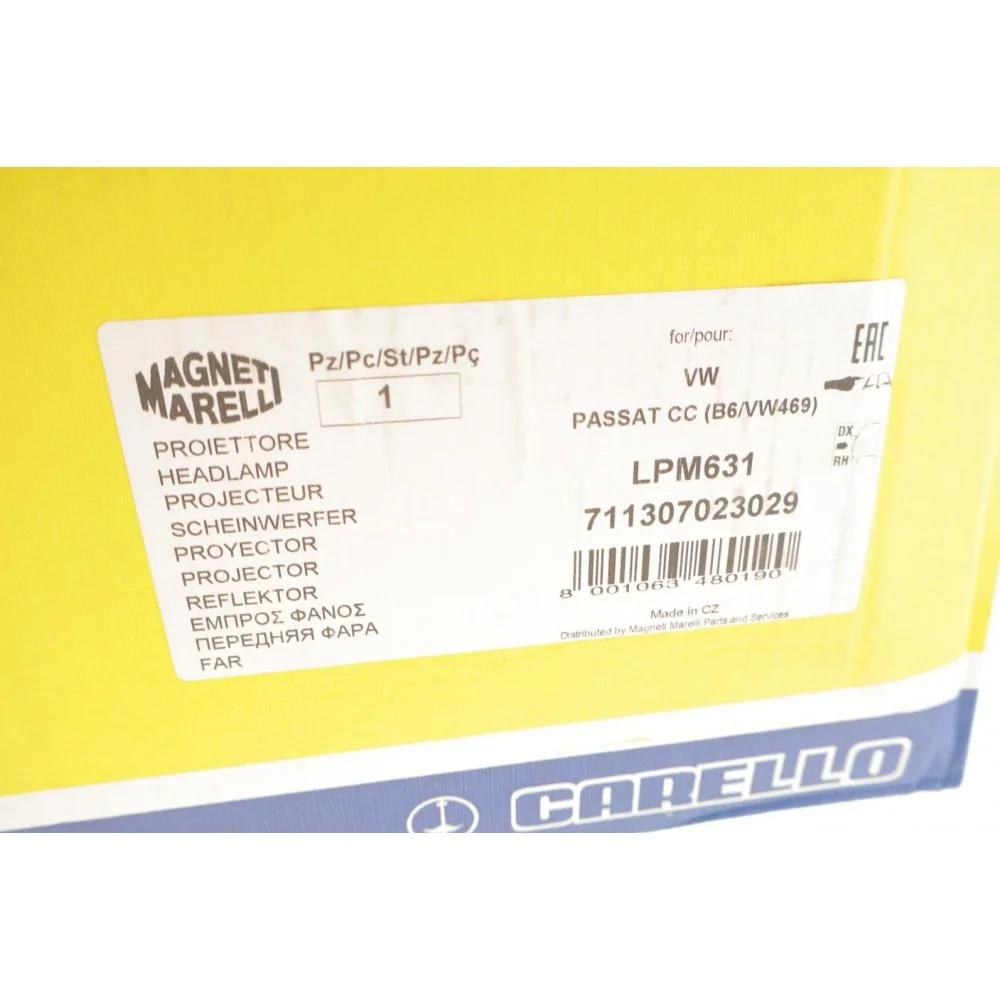 MAGNETI
MARELLI
Pz/Pc/St/Pz/Pç
1
PROIETTORE
HEADLAMP
PROJECTEUR
SCHEINWERFER
PROYECTOR
PROJECTOR
REFLEKTOR
ΕΜΠΡΟΣ ΦΑΝΟΣ
ПЕРЕДНЯЯ ФАРА
FAR
for/pour:
VW
PASSAT CC (B6/VW469)
LPM631
711307023029
8 001063 480190
Made in CZ
Distributed by Magneti Marelli Parts and Services
EAC
DX
RH
CARELLO